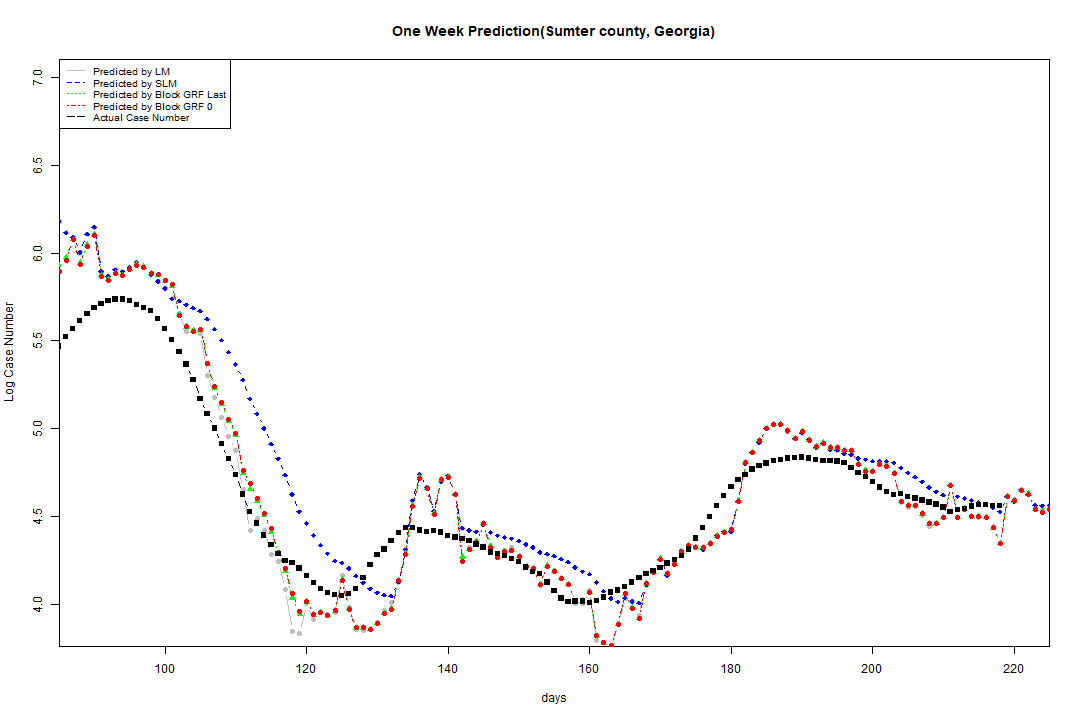 One Week Prediction(Sumter county, Georgia)
Predicted by LM
Predicted by SLM
Predicted by Block GRF Last
Predicted by Block GRF 0
Actual Case Number
Log Case Number
7.0
6.5
6.0
5.5
5.0
4.5
4.0
100 120 140 160 180 200 220
days